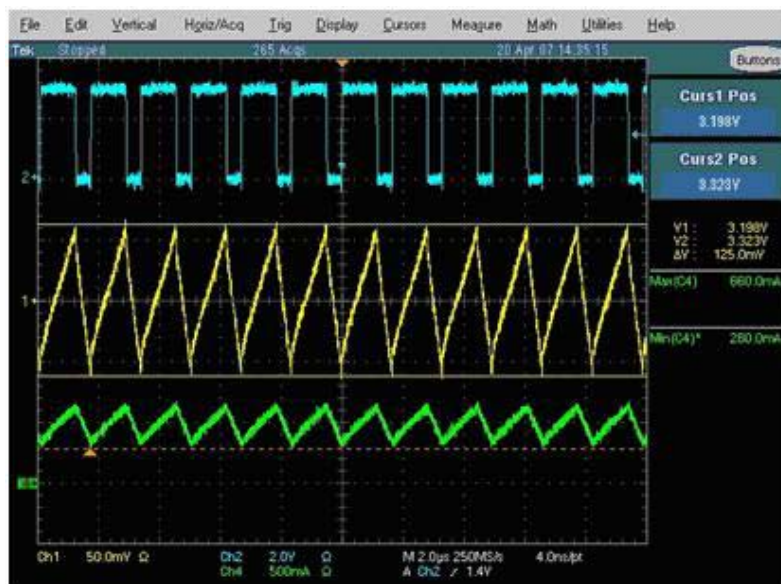 File Edit Vertical Horiz/Acq Trig Display Cursors Measure Math Utilities Help
Tek Stopped 265 Acqs 20 Apr 07 14:35:15
Buttons
Curs1 Pos
3.198V
Curs2 Pos
3.323V
V1 : 3.198V
V2 : 3.323V
ΔV : 125.0mV
Max(C4) 660.0mA
Min(C4)* 260.0mA
2
1
Ch1 50.0mV Ω Ch2 2.0V Ω M 2.0µs 250MS/s 4.0ns/pt
Ch4 500mA Ω A Ch2 ⁄ 1.4V